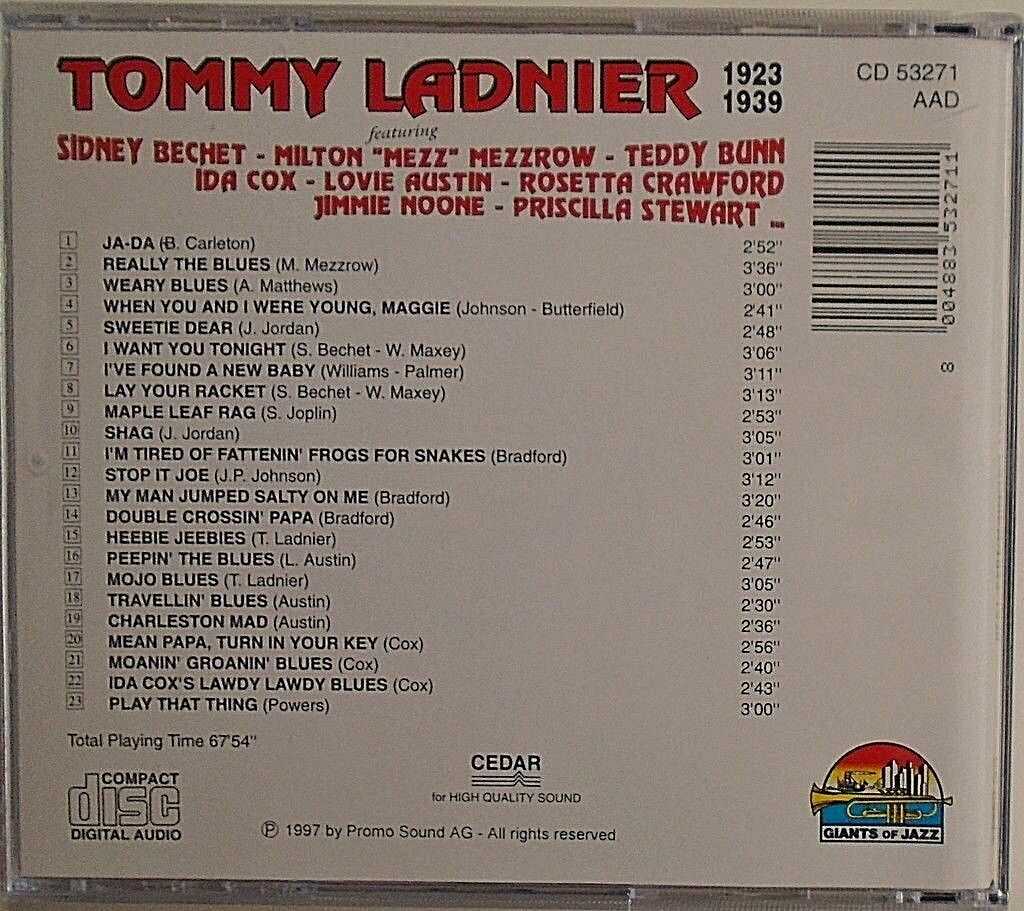 TOMMY LADNIER 1923 1939
CD 53271
AAD
featuring
SIDNEY BECHET - MILTON "MEZZ" MEZZROW - TEDDY BUNN
IDA COX - LOVIE AUSTIN - ROSETTA CRAWFORD
JIMMIE NOONE - PRISCILLA STEWART ...
1 JA-DA (B. Carleton) 2'52"
2 REALLY THE BLUES (M. Mezzrow) 3'36"
3 WEARY BLUES (A. Matthews) 3'00"
4 WHEN YOU AND I WERE YOUNG, MAGGIE (Johnson - Butterfield) 2'41"
5 SWEETIE DEAR (J. Jordan) 2'48"
6 I WANT YOU TONIGHT (S. Bechet - W. Maxey) 3'06"
7 I'VE FOUND A NEW BABY (Williams - Palmer) 3'11"
8 LAY YOUR RACKET (S. Bechet - W. Maxey) 3'13"
9 MAPLE LEAF RAG (S. Joplin) 2'53"
10 SHAG (J. Jordan) 3'05"
11 I'M TIRED OF FATTENIN' FROGS FOR SNAKES (Bradford) 3'01"
12 STOP IT JOE (J.P. Johnson) 3'12"
13 MY MAN JUMPED SALTY ON ME (Bradford) 3'20"
14 DOUBLE CROSSIN' PAPA (Bradford) 2'46"
15 HEEBIE JEEBIES (T. Ladnier) 2'53"
16 PEEPIN' THE BLUES (L. Austin) 2'47"
17 MOJO BLUES (T. Ladnier) 3'05"
18 TRAVELLIN' BLUES (Austin) 2'30"
19 CHARLESTON MAD (Austin) 2'36"
20 MEAN PAPA, TURN IN YOUR KEY (Cox) 2'56"
21 MOANIN' GROANIN' BLUES (Cox) 2'40"
22 IDA COX'S LAWDY LAWDY BLUES (Cox) 2'43"
23 PLAY THAT THING (Powers) 3'00"
004883 532711
8
Total Playing Time 67'54"
COMPACT
disc
DIGITAL AUDIO
CEDAR
for HIGH QUALITY SOUND
℗ 1997 by Promo Sound AG - All rights reserved
GIANTS OF JAZZ